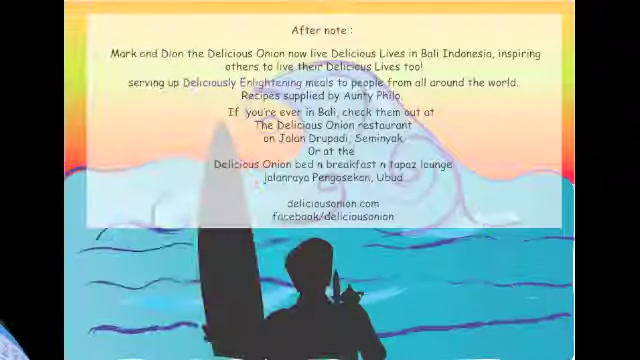 After note :
Mark and Dion the Delicious Onion now live Delicious Lives in Bali Indonesia, inspiring
others to live their Delicious Lives too!
serving up Deliciously Enlightening meals to people from all around the world.
Recipes supplied by Aunty Philo.
If you're ever in Bali, check them out at
The Delicious Onion restaurant
on Jalan Drupadi, Seminyak
Or at the
Delicious Onion bed n breakfast n tapaz lounge
jalanraya Pengosekan, Ubud
deliciousonion.com
facebook/deliciousonion